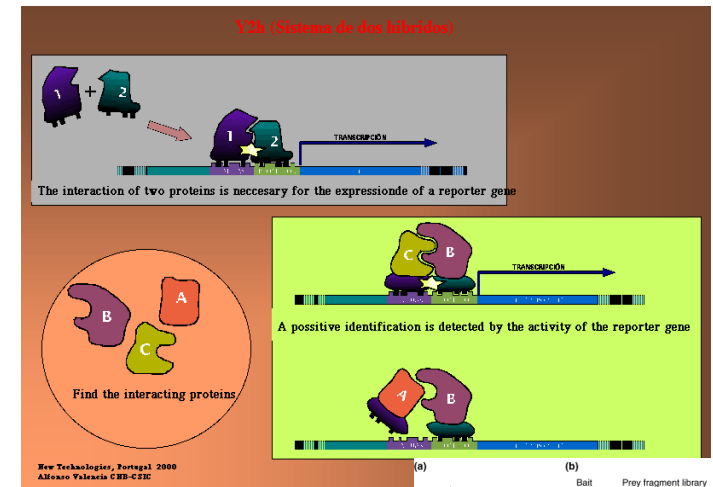 Y2h (Sistema de dos hibridos)
1 + 2
1 2
TRANSCRIPCIÓN
The interaction of two proteins is neccesary for the expressionde of a reporter gene
C B
TRANSCRIPCIÓN
A possitive identification is detected by the activity of the reporter gene
A
B
C
Find the interacting proteins
A B
New Technologies, Portugal 2000
Alfonso Valencia CNB-CSIC
(a) (b)
Bait Prey fragment library